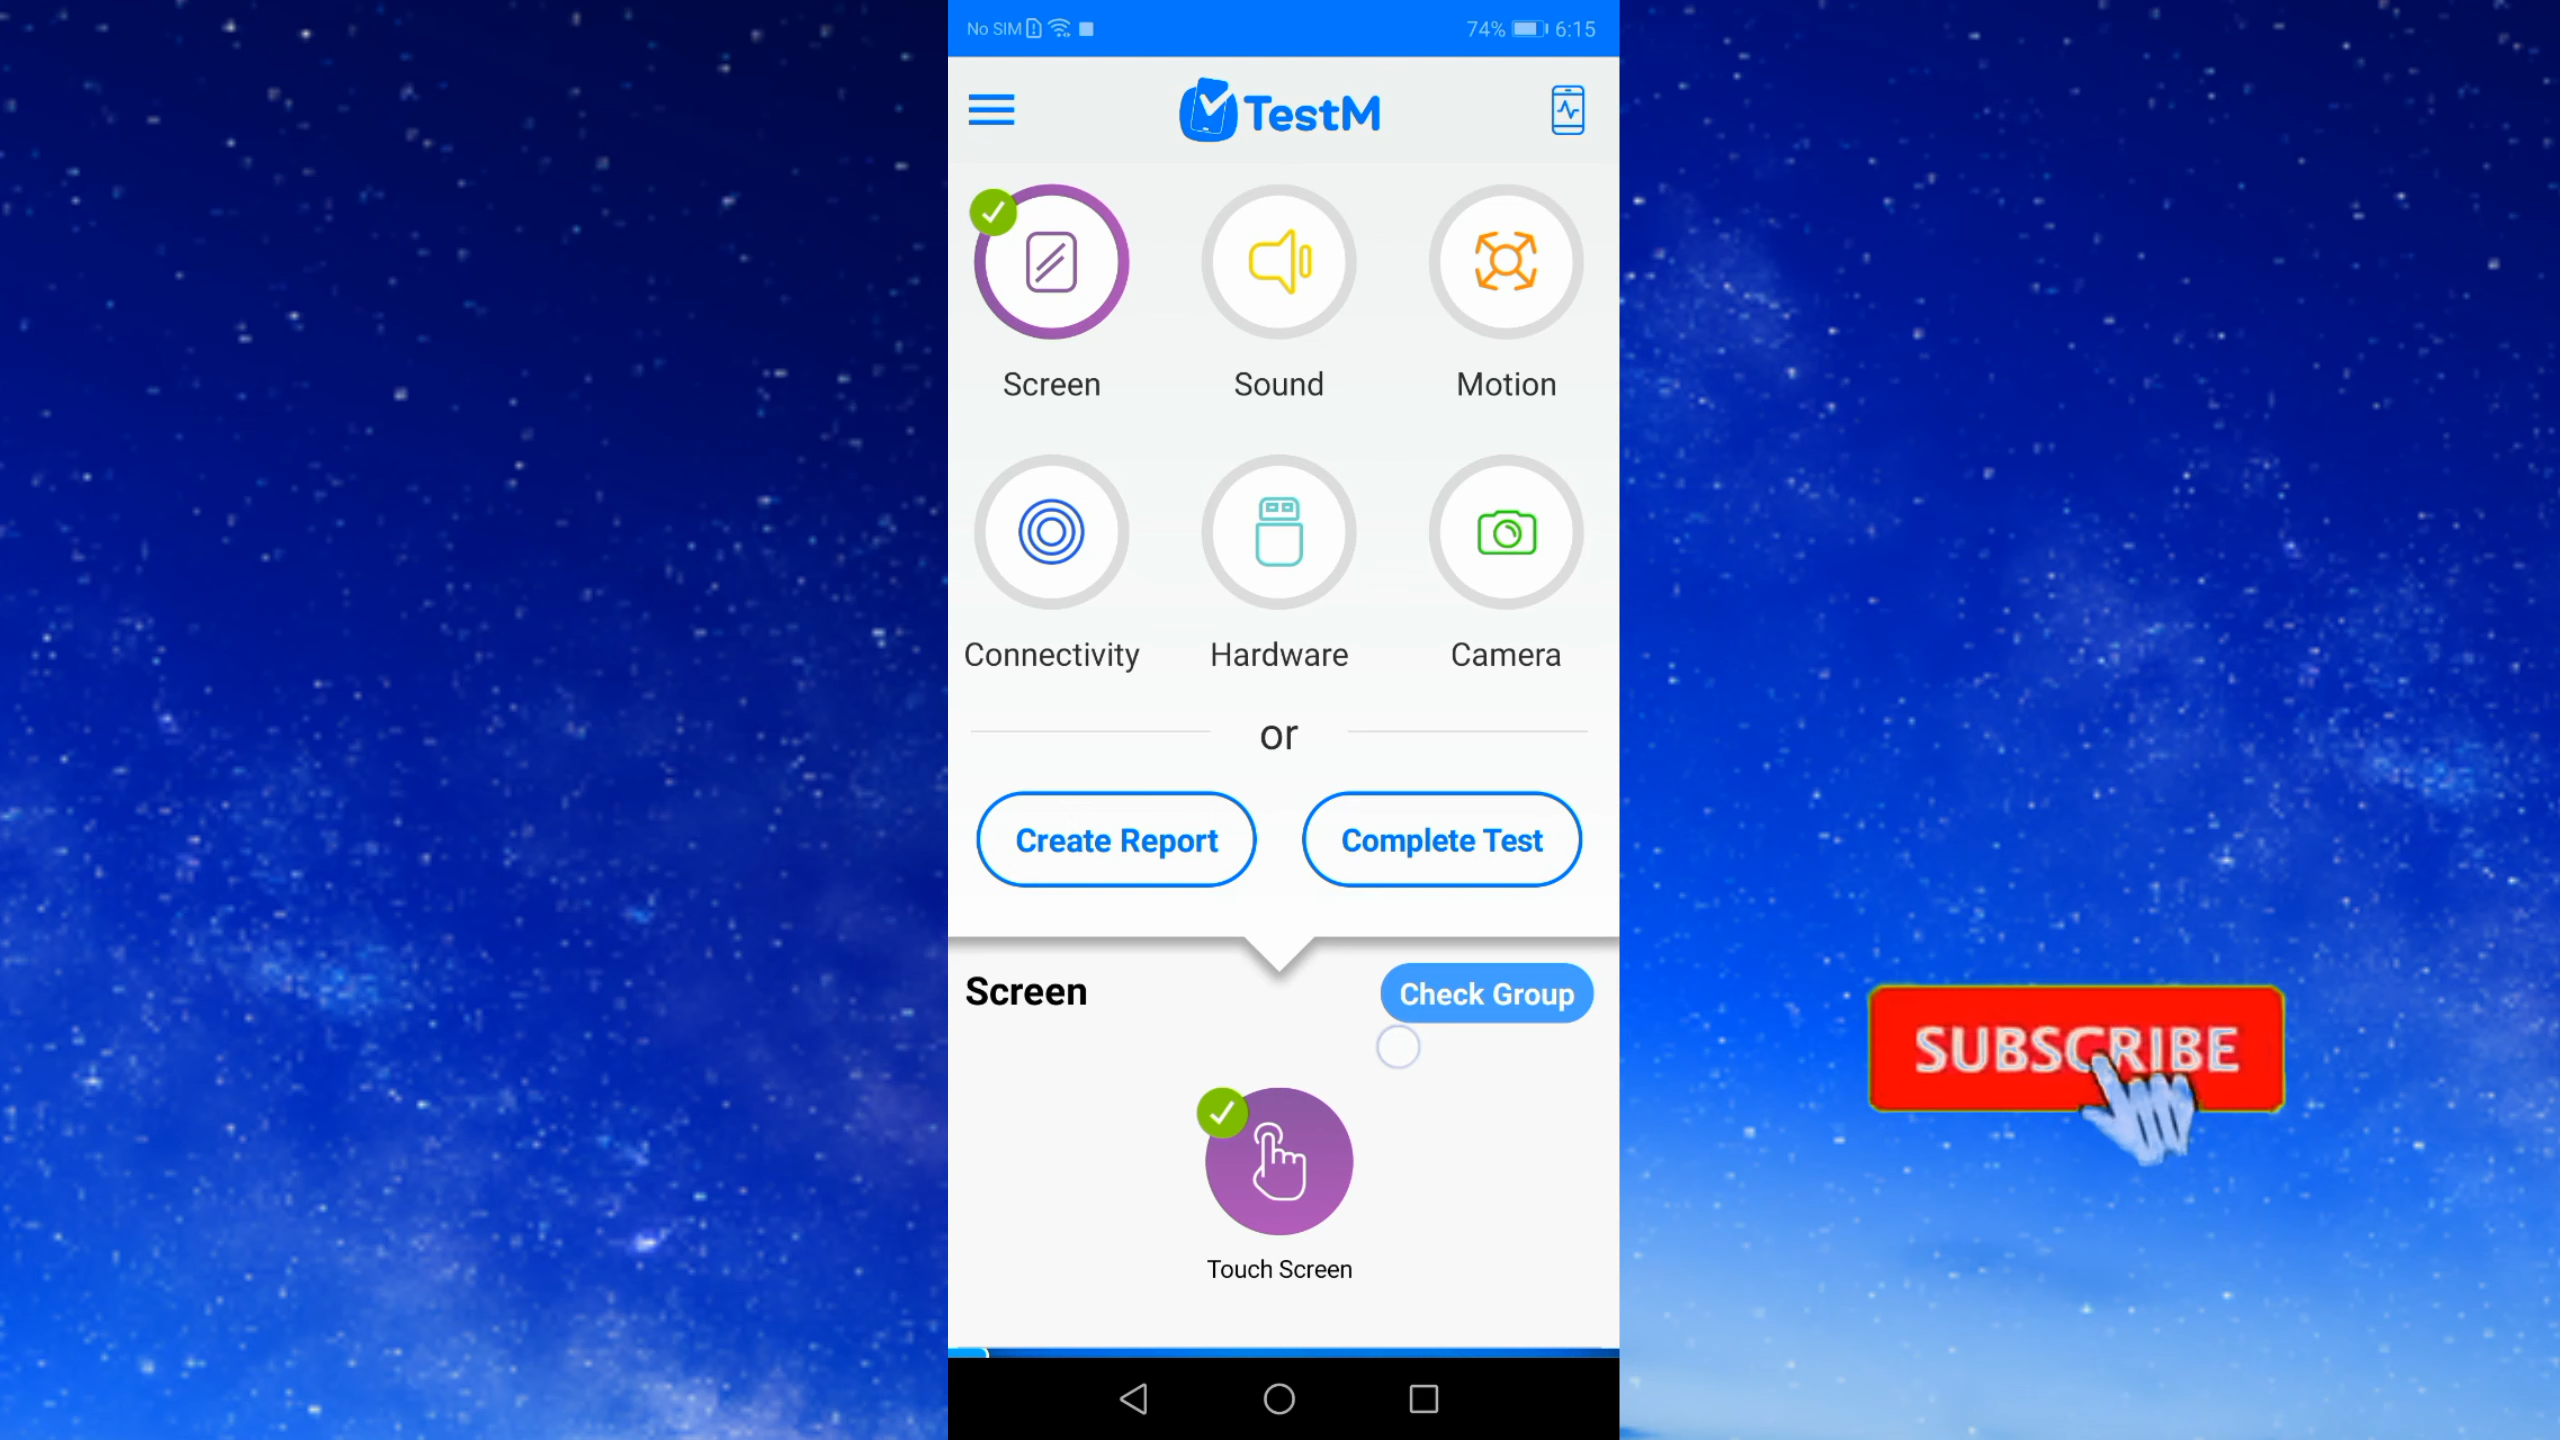 No SIM
74% 6:15
TestM
Screen Sound Motion
Connectivity Hardware Camera
or
Create Report Complete Test
Screen Check Group
SUBSCRIBE
Touch Screen